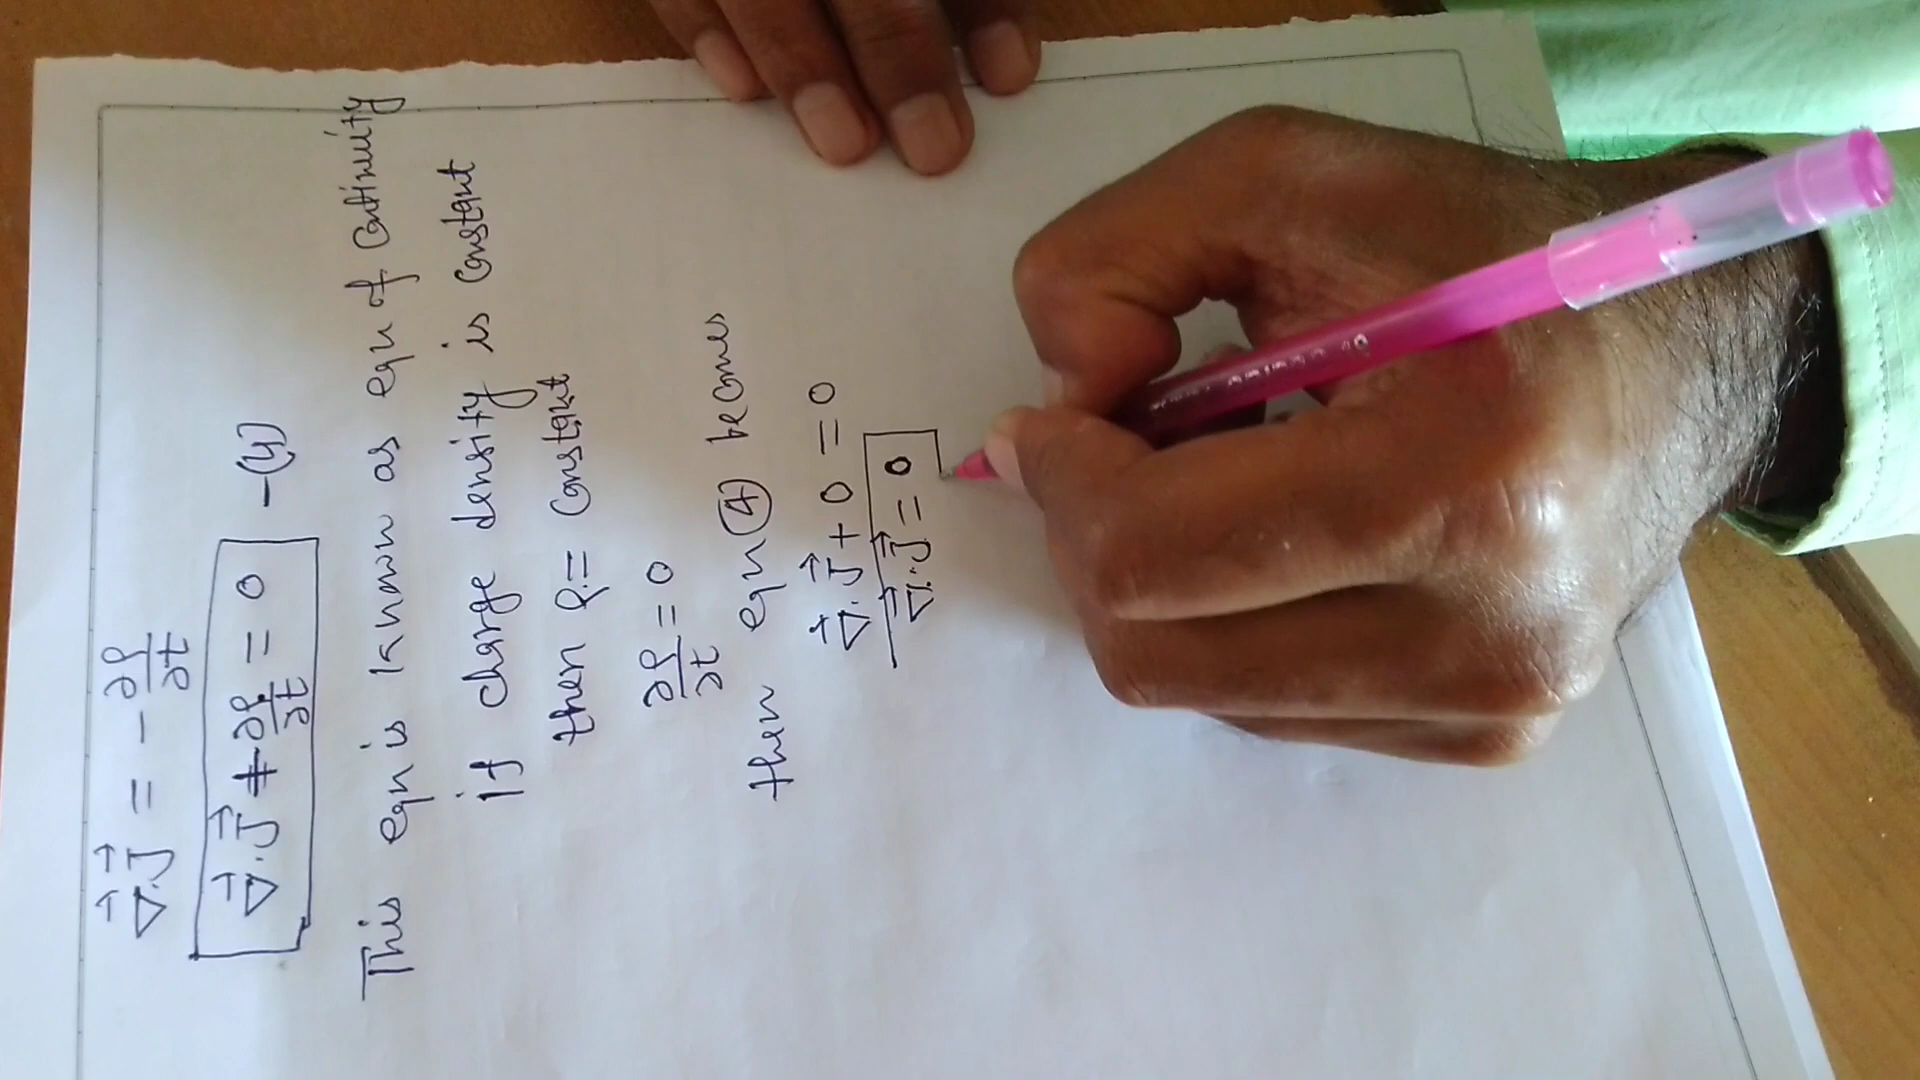 ∇⃗.J⃗ = -∂ρ/∂t
∇⃗.J⃗ + ∂ρ/∂t = 0 -(4)
This eqn is known as eqn of Continuity
if charge density is Constant
then ρ = Constant
∂ρ/∂t = 0
then eqn (4) becomes
∇⃗.J⃗ + 0 = 0
∇⃗.J⃗ = 0